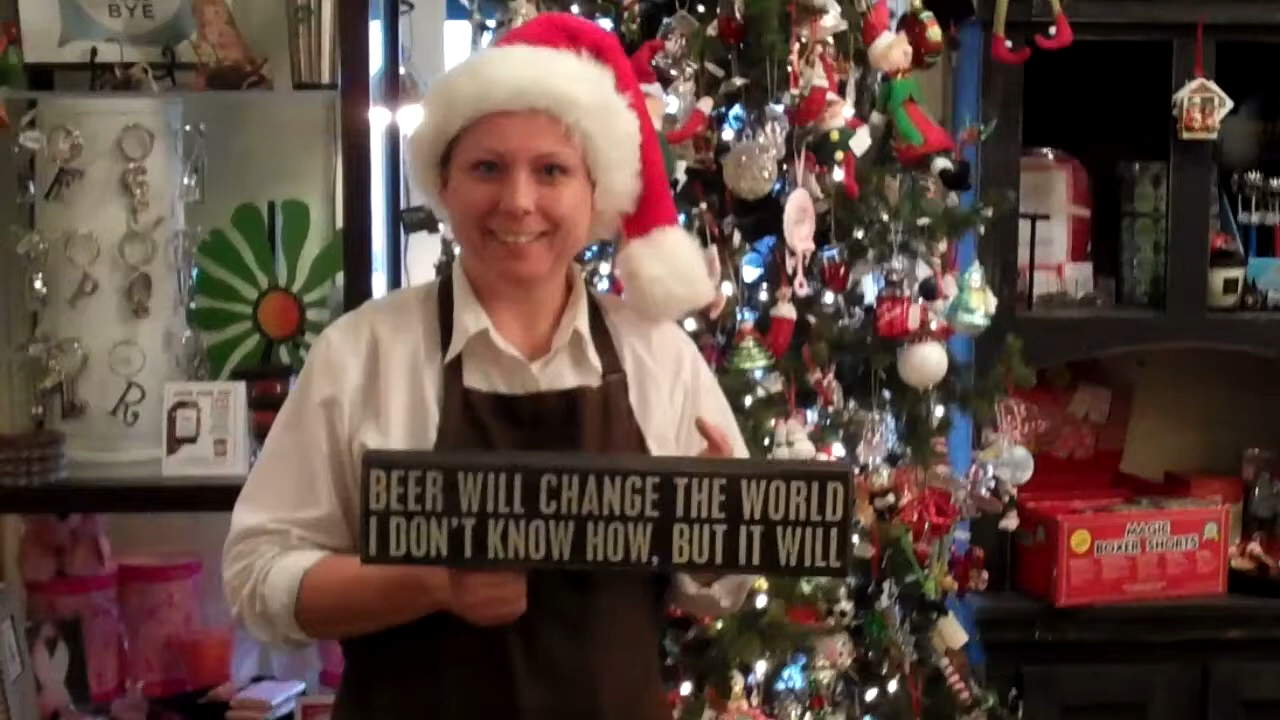 BYE
BEER WILL CHANGE THE WORLD
I DON'T KNOW HOW, BUT IT WILL
MAGIC
BOXER SHORTS
R